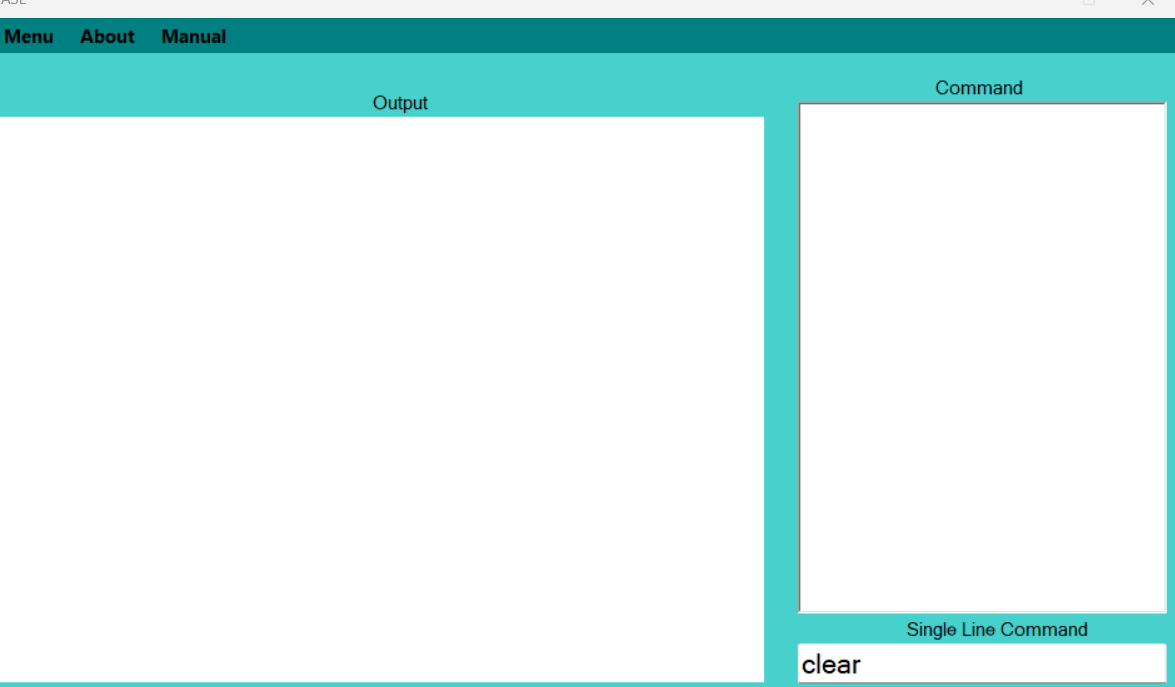 Menu About Manual
Output
Command
Single Line Command
clear